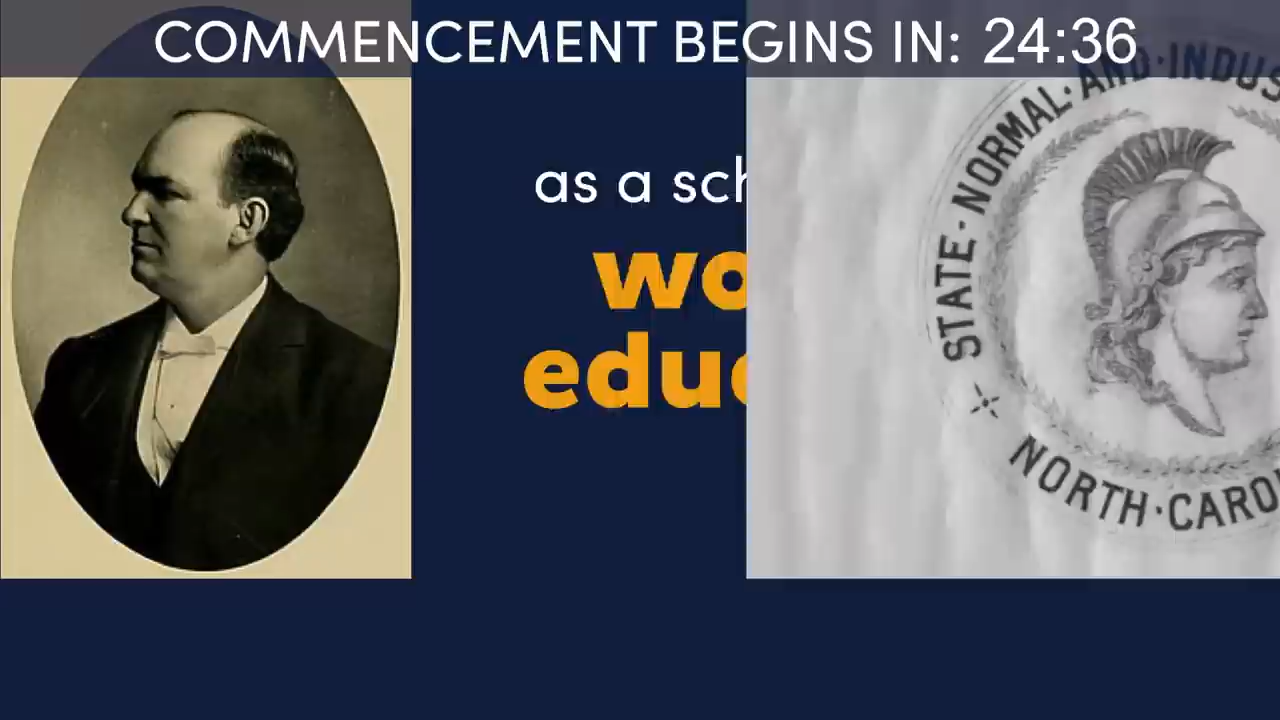 COMMENCEMENT BEGINS IN: 24:36
as a sch
wo
educ
STATE·NORMAL·AND·INDUS
NORTH·CARO